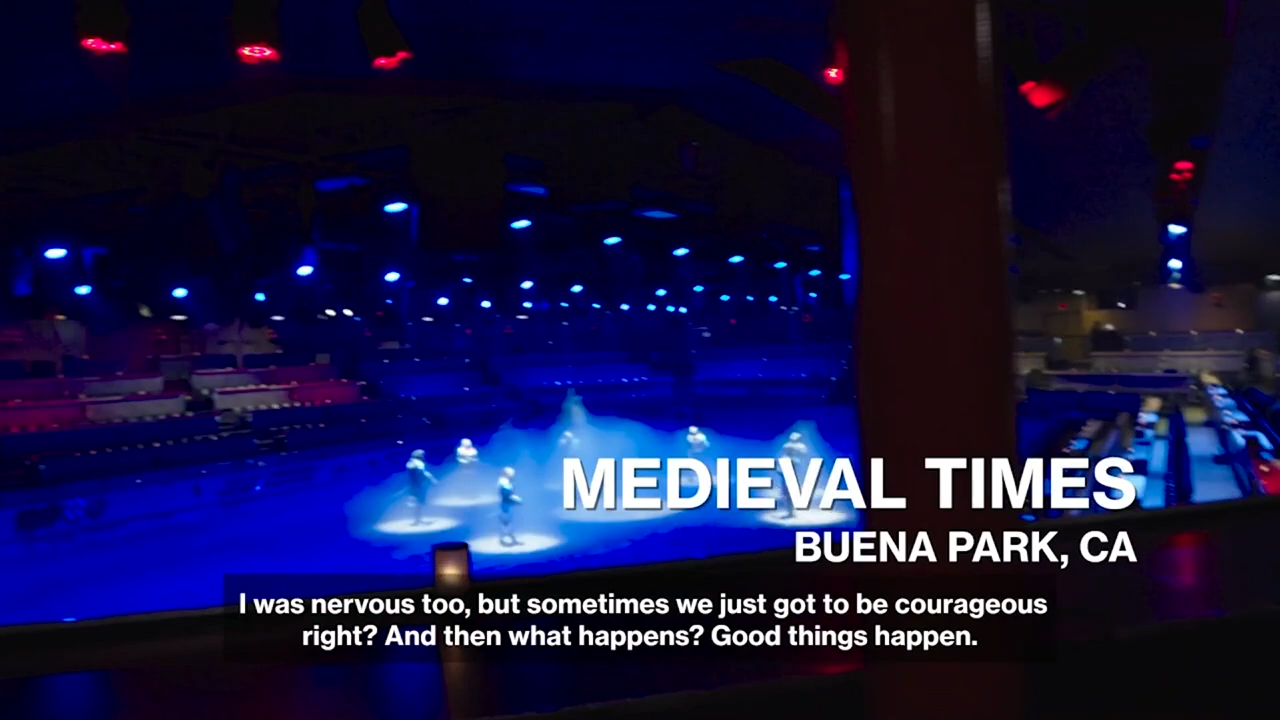 MEDIEVAL TIMES
BUENA PARK, CA
I was nervous too, but sometimes we just got to be courageous
right? And then what happens? Good things happen.